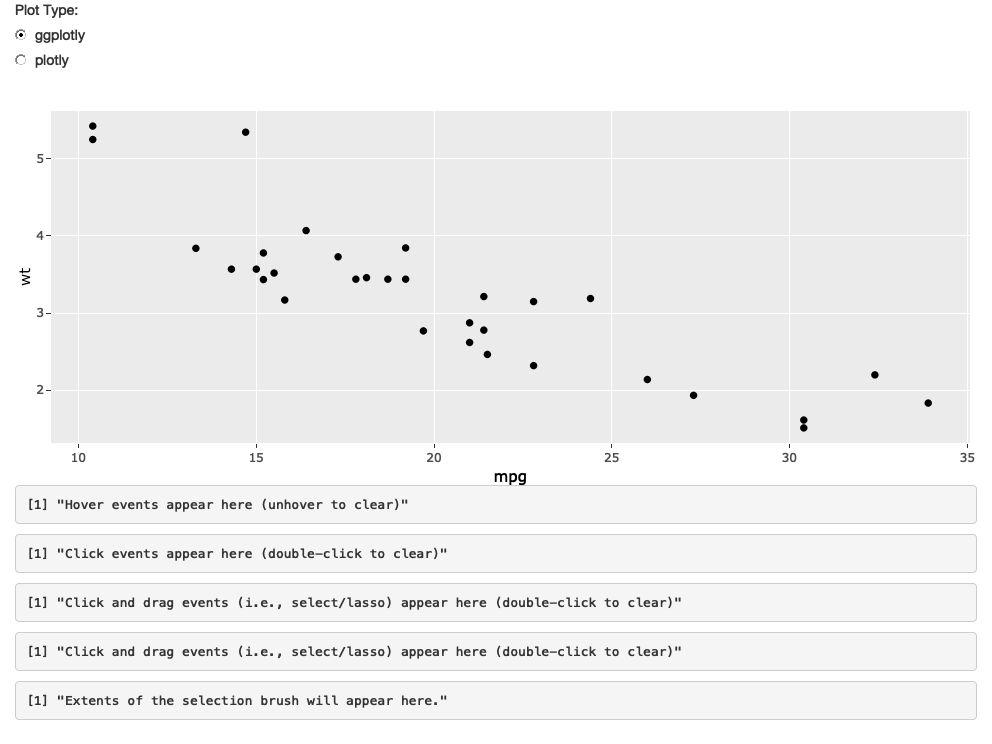 Plot Type:
ggplotly
plotly
5
4
3
2
wt
10 15 20 25 30 35
mpg
[1] "Hover events appear here (unhover to clear)"
[1] "Click events appear here (double-click to clear)"
[1] "Click and drag events (i.e., select/lasso) appear here (double-click to clear)"
[1] "Click and drag events (i.e., select/lasso) appear here (double-click to clear)"
[1] "Extents of the selection brush will appear here."